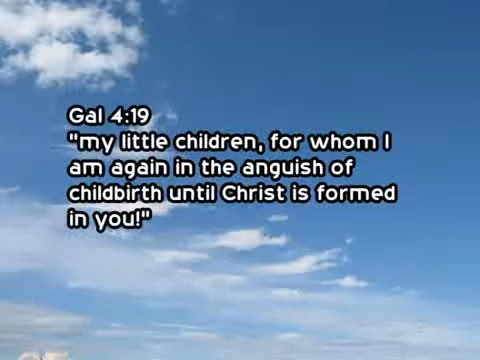 Gal 4:19
"my little children, for whom I
am again in the anguish of
childbirth until Christ is formed
in you!"